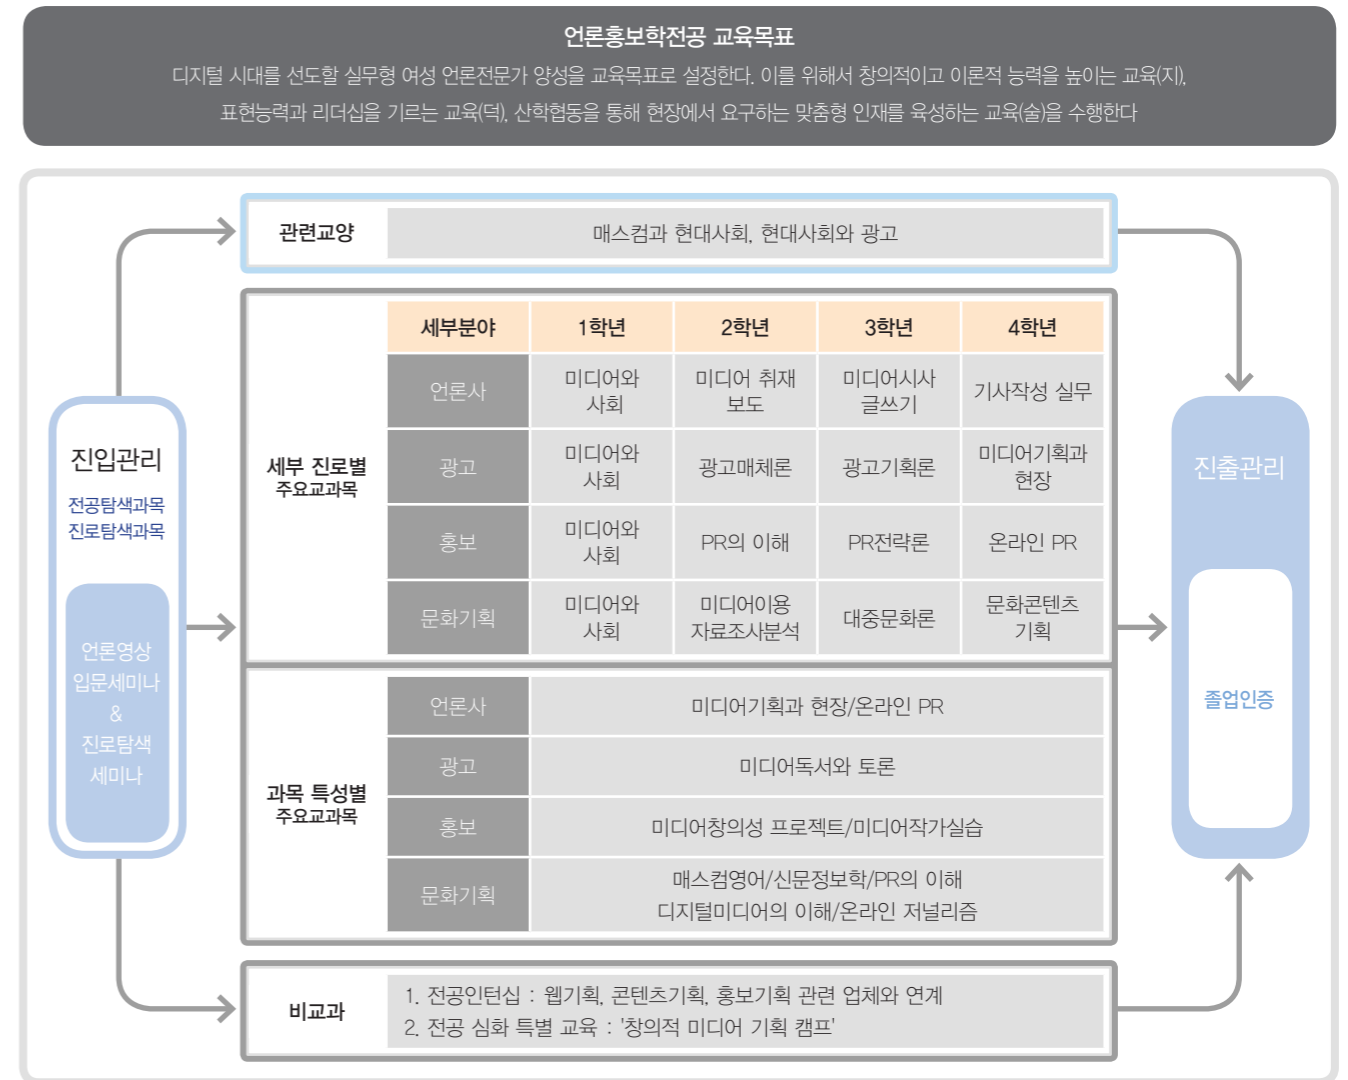 언론홍보학전공 교육목표
디지털 시대를 선도할 실무형 여성 언론전문가 양성을 교육목표로 설정한다. 이를 위해서 창의적이고 이론적 능력을 높이는 교육(지),
표현능력과 리더십을 기르는 교육(덕), 산학협동을 통해 현장에서 요구하는 맞춤형 인재를 육성하는 교육(술)을 수행한다
진입관리
전공탐색과목
진로탐색과목
언론영상
입문세미나
&
진로탐색
세미나
관련교양
매스컴과 현대사회, 현대사회와 광고
세부 진로별
주요교과목
세부분야
1학년
2학년
3학년
4학년
언론사
미디어와
사회
미디어 취재
보도
미디어시사
글쓰기
기사작성 실무
광고
미디어와
사회
광고매체론
광고기획론
미디어기획과
현장
홍보
미디어와
사회
PR의 이해
PR전략론
온라인 PR
문화기획
미디어와
사회
미디어이용
자료조사분석
대중문화론
문화콘텐츠
기획
과목 특성별
주요교과목
언론사
미디어기획과 현장/온라인 PR
광고
미디어독서와 토론
홍보
미디어창의성 프로젝트/미디어작가실습
문화기획
매스컴영어/신문정보학/PR의 이해
디지털미디어의 이해/온라인 저널리즘
비교과
1. 전공인턴십 : 웹기획, 콘텐츠기획, 홍보기획 관련 업체와 연계
2. 전공 심화 특별 교육 : '창의적 미디어 기획 캠프'
진출관리
졸업인증